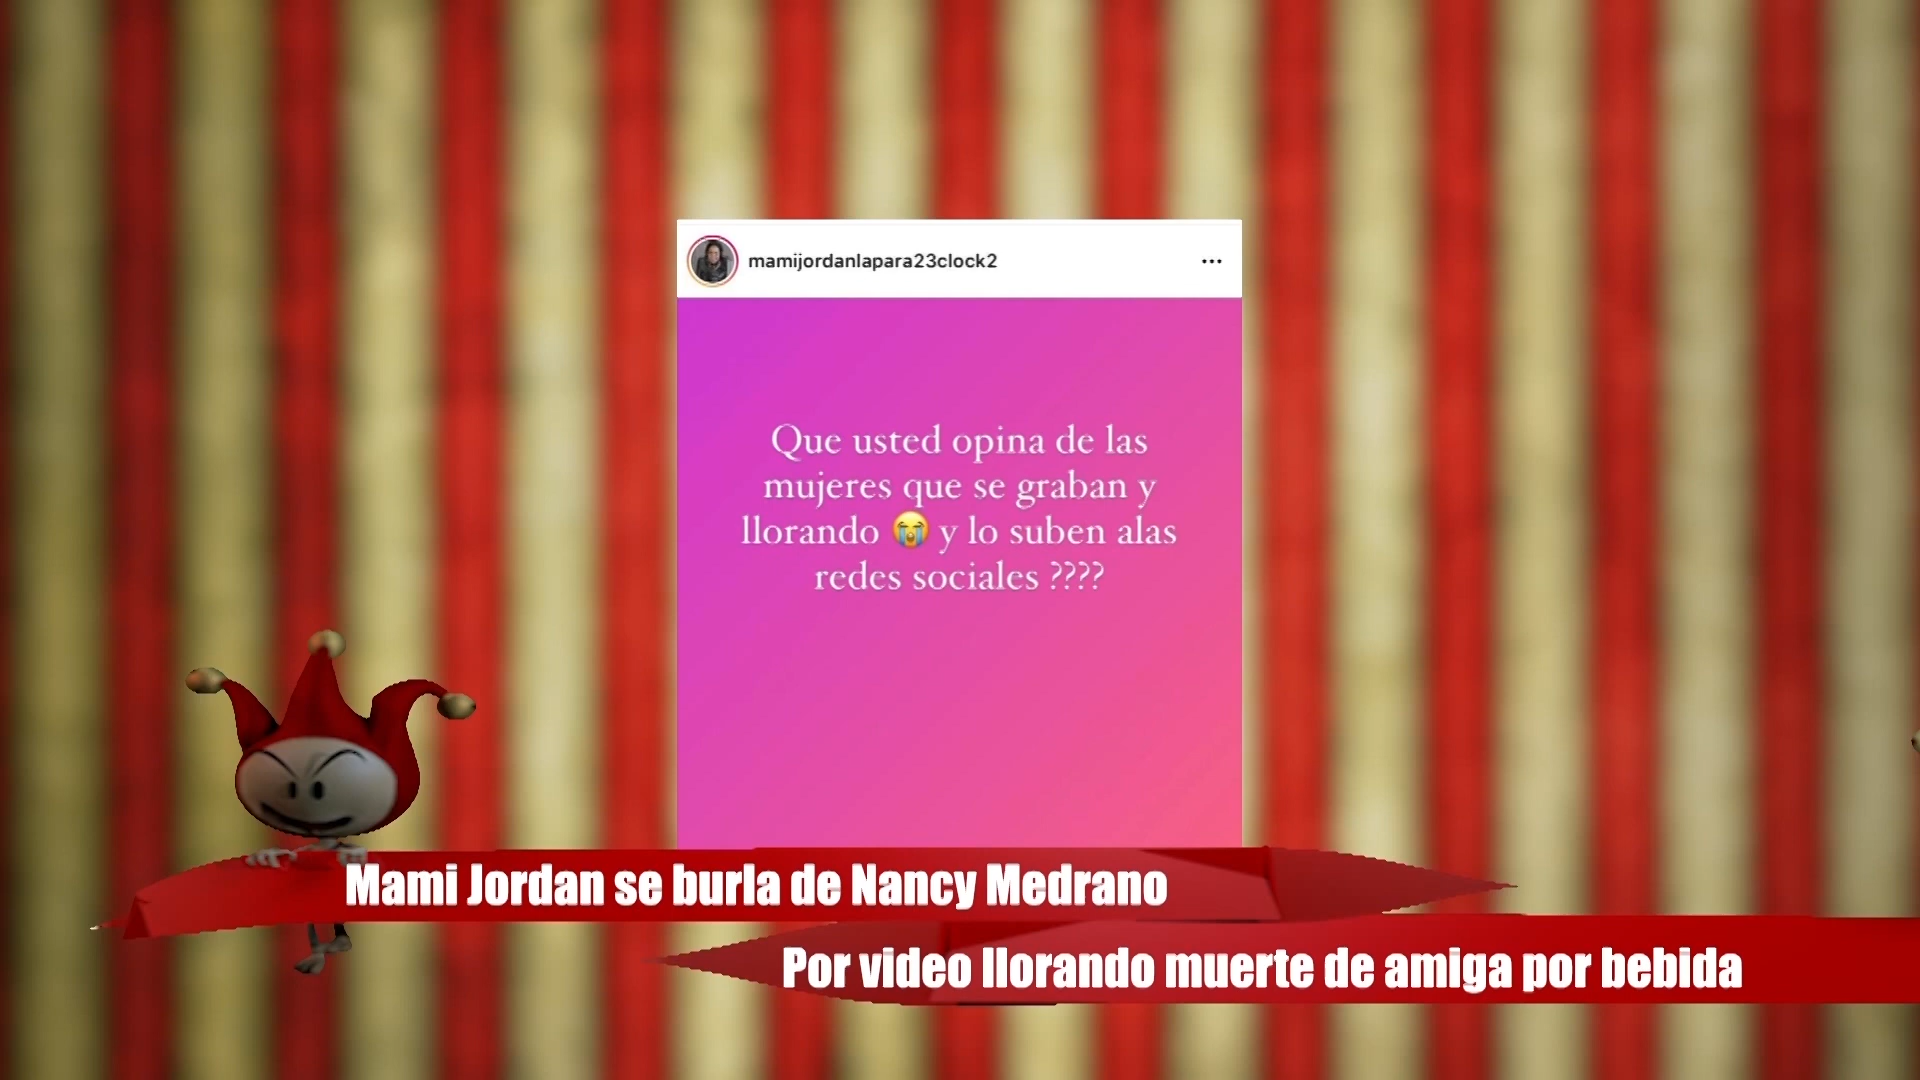 mamijordanlapara23clock2
Que usted opina de las
mujeres que se graban y
llorando 😭 y lo suben alas
redes sociales ????
Mami Jordan se burla de Nancy Medrano
Por video llorando muerte de amiga por bebida